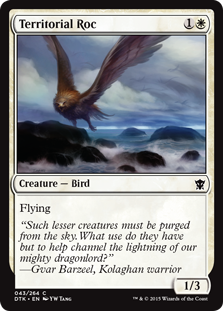 Territorial Roc 1
Creature — Bird
Flying
“Such lesser creatures must be purged
from the sky. What use do they have
but to help channel the lightning of our
mighty dragonlord?”
—Gvar Barzeel, Kolaghan warrior
1/3
043/264 C
DTK • EN YW Tang
™ & © 2015 Wizards of the Coast